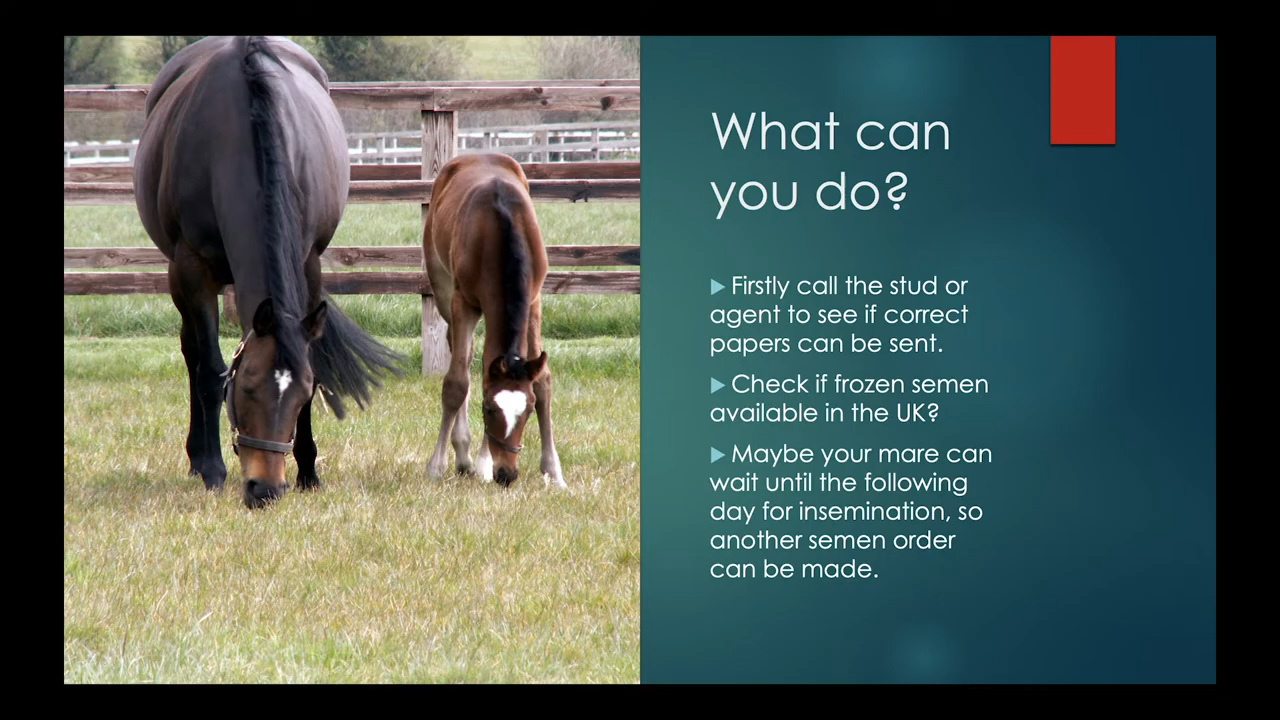 What can
you do?
Firstly call the stud or
agent to see if correct
papers can be sent.
Check if frozen semen
available in the UK?
Maybe your mare can
wait until the following
day for insemination, so
another semen order
can be made.